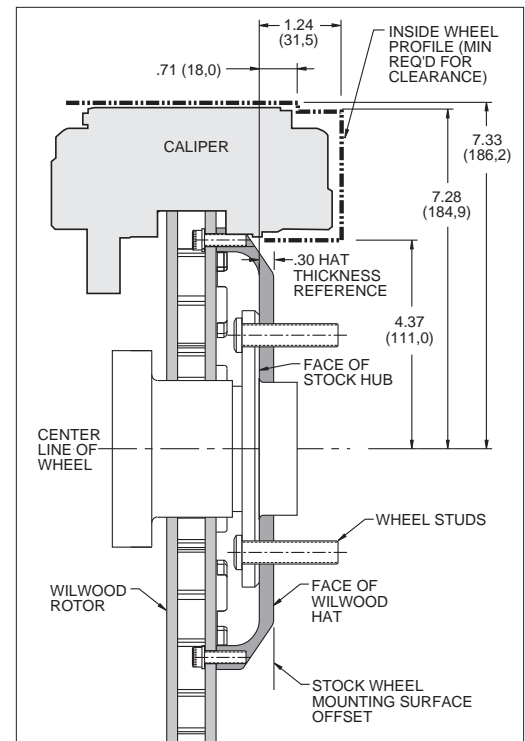 1.24
(31,5)
.71 (18,0)
INSIDE WHEEL
PROFILE (MIN
REQ'D FOR
CLEARANCE)
CALIPER
7.33
(186,2)
7.28
(184,9)
.30 HAT
THICKNESS
REFERENCE
4.37
(111,0)
FACE OF
STOCK HUB
CENTER
LINE OF
WHEEL
WHEEL STUDS
WILWOOD
ROTOR
FACE OF
WILWOOD
HAT
STOCK WHEEL
MOUNTING SURFACE
OFFSET